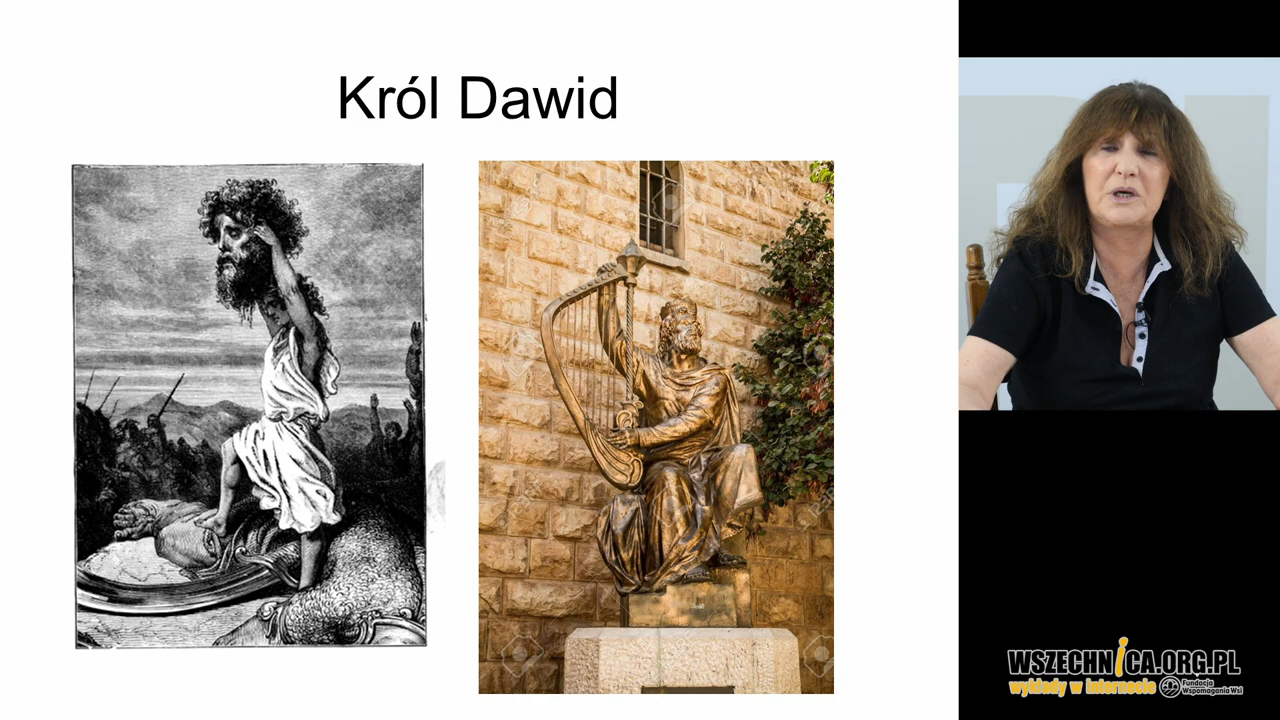 Król Dawid
WSZECHNICA.ORG.PL
wykłady w internecie
Fundacja
Wspomagania Wsi